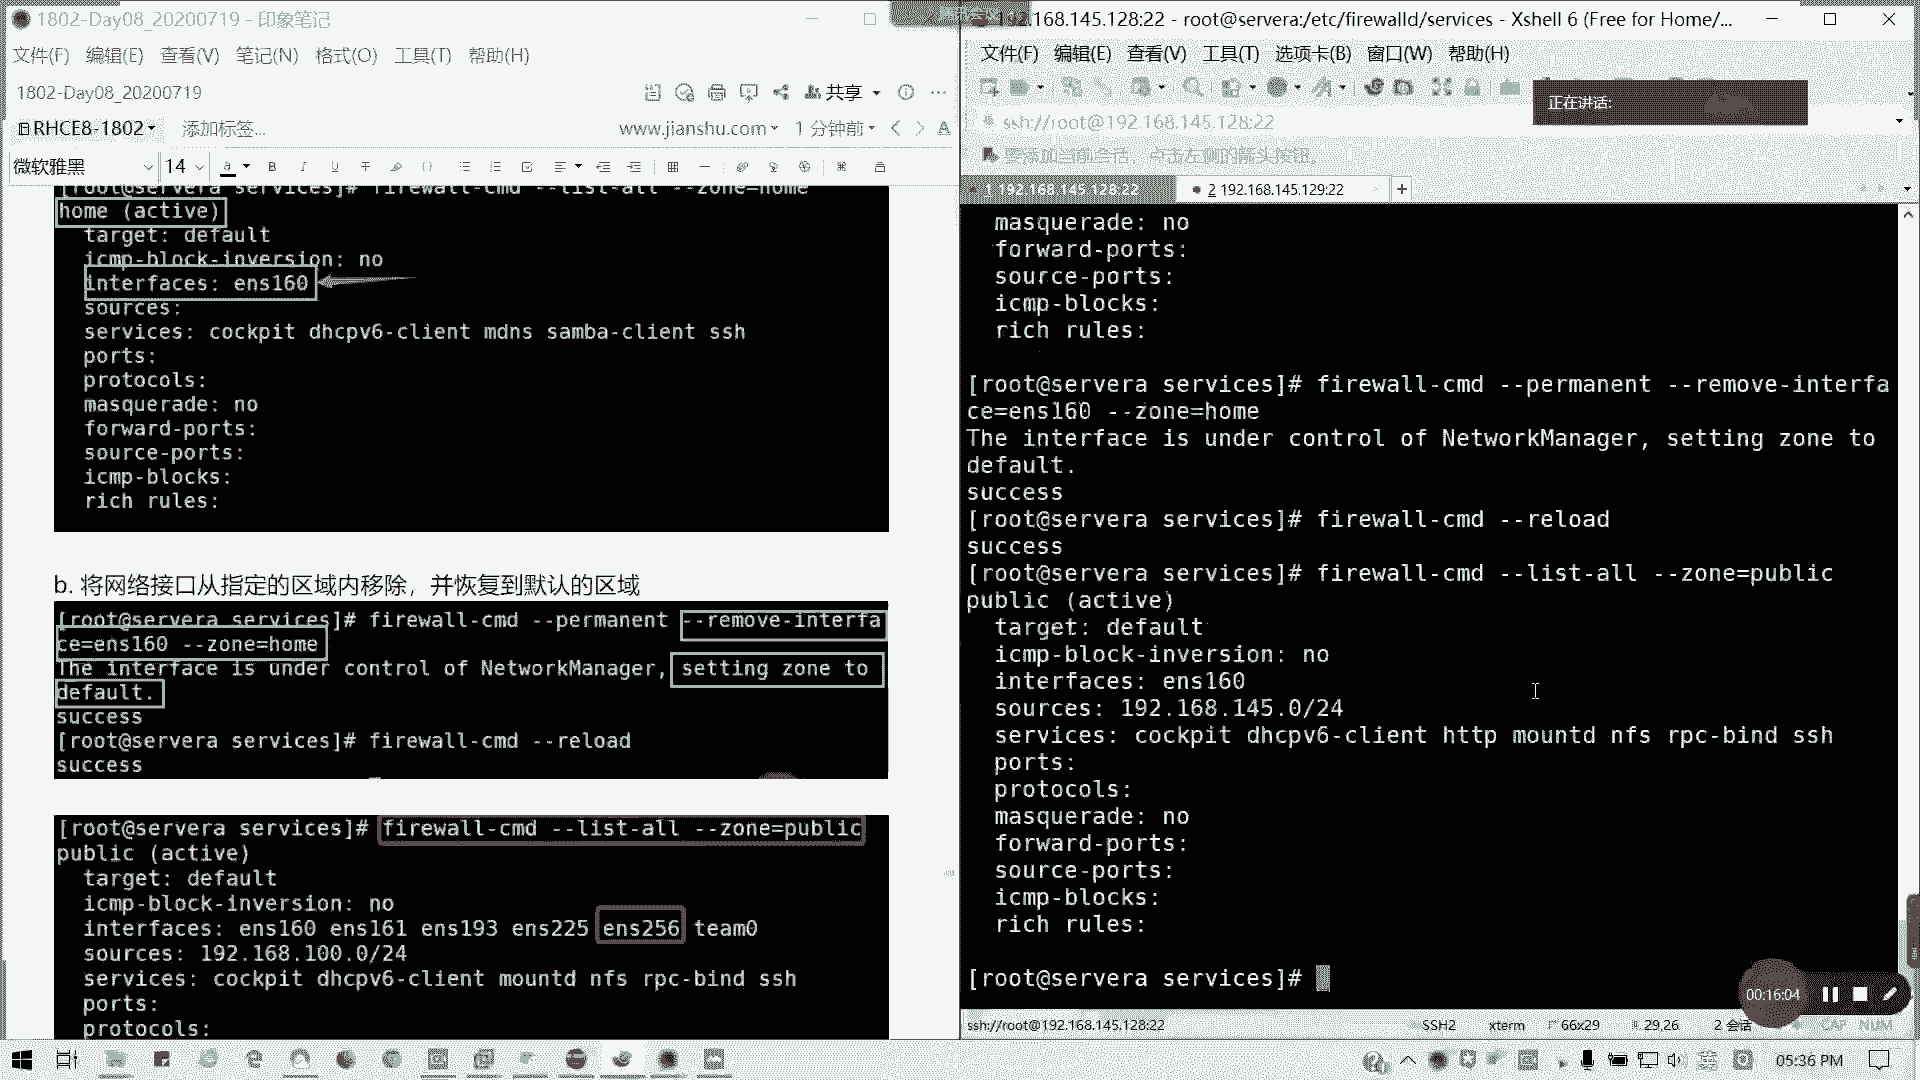 1802-Day08_20200719 - 印象笔记
文件(F) 编辑(E) 查看(V) 笔记(N) 格式(O) 工具(T) 帮助(H)
1802-Day08_20200719
共享
RHCE8-1802
添加标签...
www.jianshu.com
1 分钟前
微软雅黑
14
[root@servera services]# firewall-cmd --list-all --zone=home
home (active)
target: default
icmp-block-inversion: no
interfaces: ens160
sources:
services: cockpit dhcpv6-client mdns samba-client ssh
ports:
protocols:
masquerade: no
forward-ports:
source-ports:
icmp-blocks:
rich rules:
b. 将网络接口从指定的区域内移除，并恢复到默认的区域
[root@servera services]# firewall-cmd --permanent --remove-interfa
ce=ens160 --zone=home
The interface is under control of NetworkManager, setting zone to
default.
success
[root@servera services]# firewall-cmd --reload
success
[root@servera services]# firewall-cmd --list-all --zone=public
public (active)
target: default
icmp-block-inversion: no
interfaces: ens160 ens161 ens193 ens225 ens256 team0
sources: 192.168.100.0/24
services: cockpit dhcpv6-client mountd nfs rpc-bind ssh
ports:
protocols:
192.168.145.128:22 - root@servera:/etc/firewalld/services - Xshell 6 (Free for Home/...
文件(F) 编辑(E) 查看(V) 工具(T) 选项卡(B) 窗口(W) 帮助(H)
正在讲话:
ssh://root@192.168.145.128:22
要添加当前会话，点击左侧的箭头按钮。
1 192.168.145.128:22
2 192.168.145.129:22
masquerade: no
forward-ports:
source-ports:
icmp-blocks:
rich rules:
[root@servera services]# firewall-cmd --permanent --remove-interfa
ce=ens160 --zone=home
The interface is under control of NetworkManager, setting zone to
default.
success
[root@servera services]# firewall-cmd --reload
success
[root@servera services]# firewall-cmd --list-all --zone=public
public (active)
target: default
icmp-block-inversion: no
interfaces: ens160
sources: 192.168.145.0/24
services: cockpit dhcpv6-client http mountd nfs rpc-bind ssh
ports:
protocols:
masquerade: no
forward-ports:
source-ports:
icmp-blocks:
rich rules:
[root@servera services]#
00:16:04
ssh://root@192.168.145.128:22
SSH2
xterm
66x29
29,26
2 会话
CAP
NUM
05:36 PM